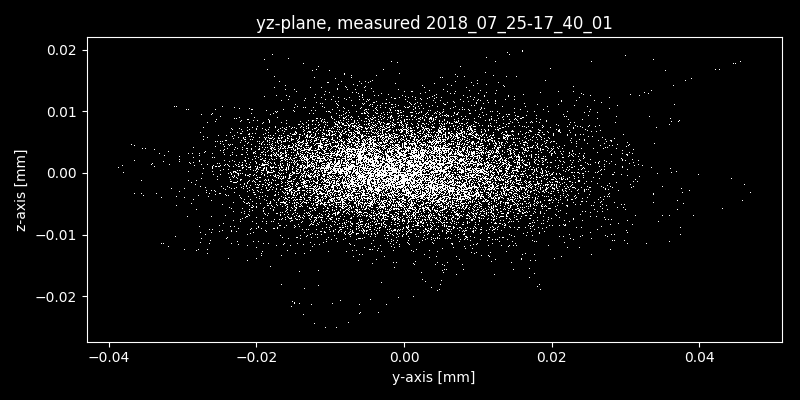 yz-plane, measured 2018_07_25-17_40_01
0.02
0.01
0.00
−0.01
−0.02
z-axis [mm]
−0.04 −0.02 0.00 0.02 0.04
y-axis [mm]